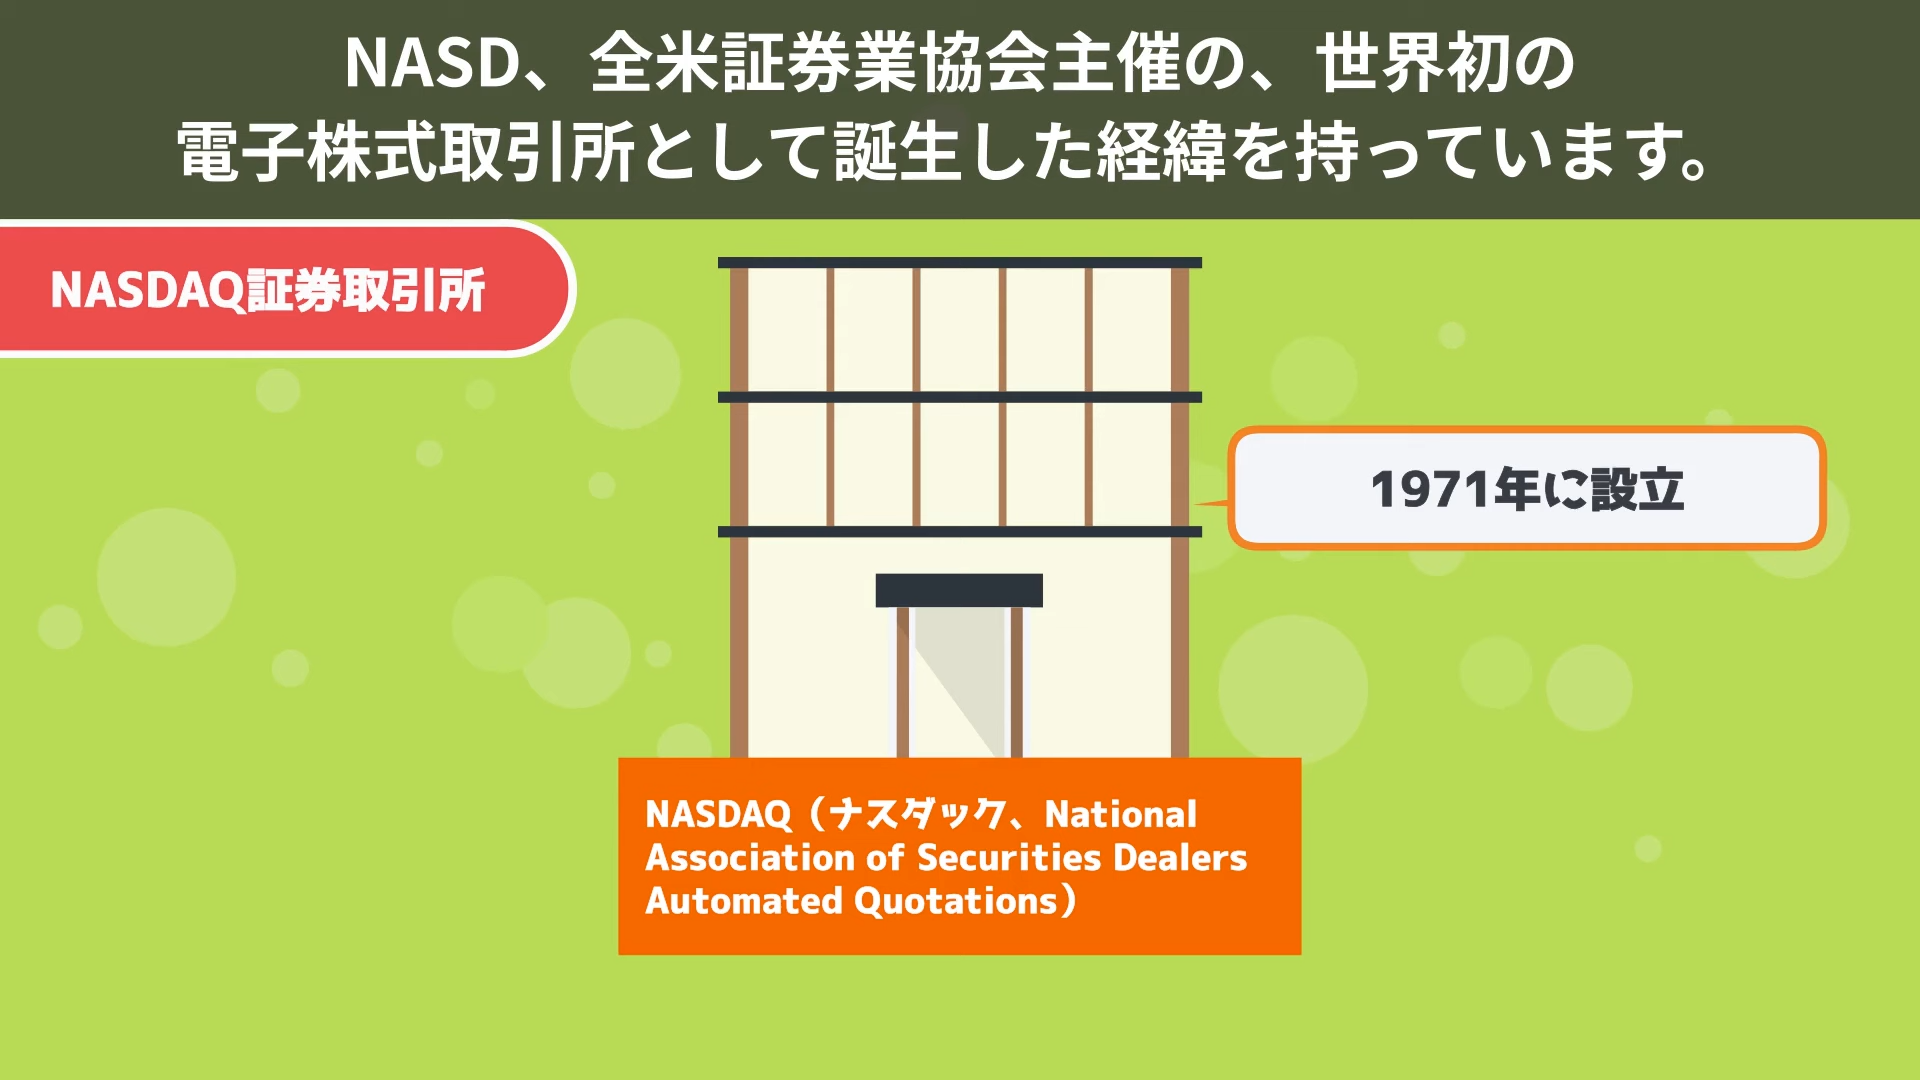 NASD、全米証券業協会主催の、世界初の
電子株式取引所として誕生した経緯を持っています。
NASDAQ証券取引所
1971年に設立
NASDAQ（ナスダック、National
Association of Securities Dealers
Automated Quotations）